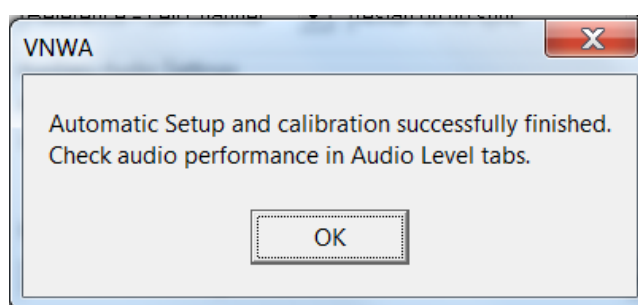 VNWA
Automatic Setup and calibration successfully finished.
Check audio performance in Audio Level tabs.
OK